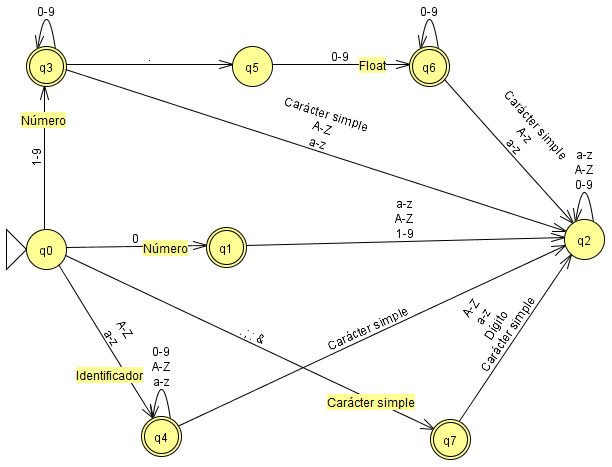 0-9
0-9
q3
.
q5
0-9
Float
q6
Número
1-9
Carácter simple
A-Z
a-z
Carácter simple
A-z
a-z
a-z
A-Z
0-9
q0
0
Número
q1
a-z
A-Z
1-9
q2
A-Z
a-z
Identificador
0-9
A-Z
a-z
q4
Carácter simple
Carácter simple
A-Z
a-z
Dígito
Carácter simple
q7